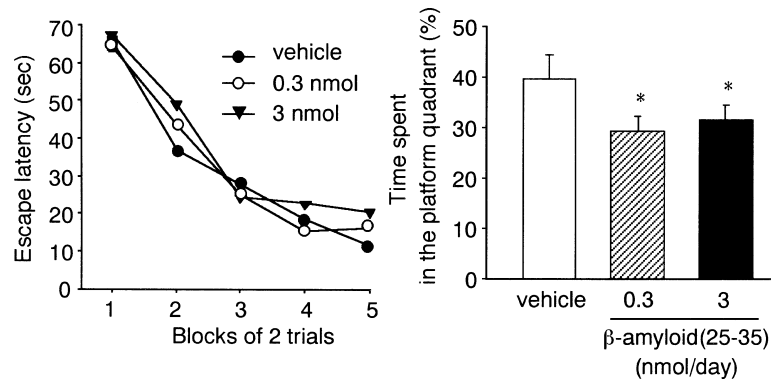 Escape latency (sec)
70
60
50
40
30
20
10
0
vehicle
0.3 nmol
3 nmol
1 2 3 4 5
Blocks of 2 trials
Time spent
in the platform quadrant (%)
50
40
30
20
10
0
*
*
vehicle 0.3 3
β-amyloid(25-35)
(nmol/day)